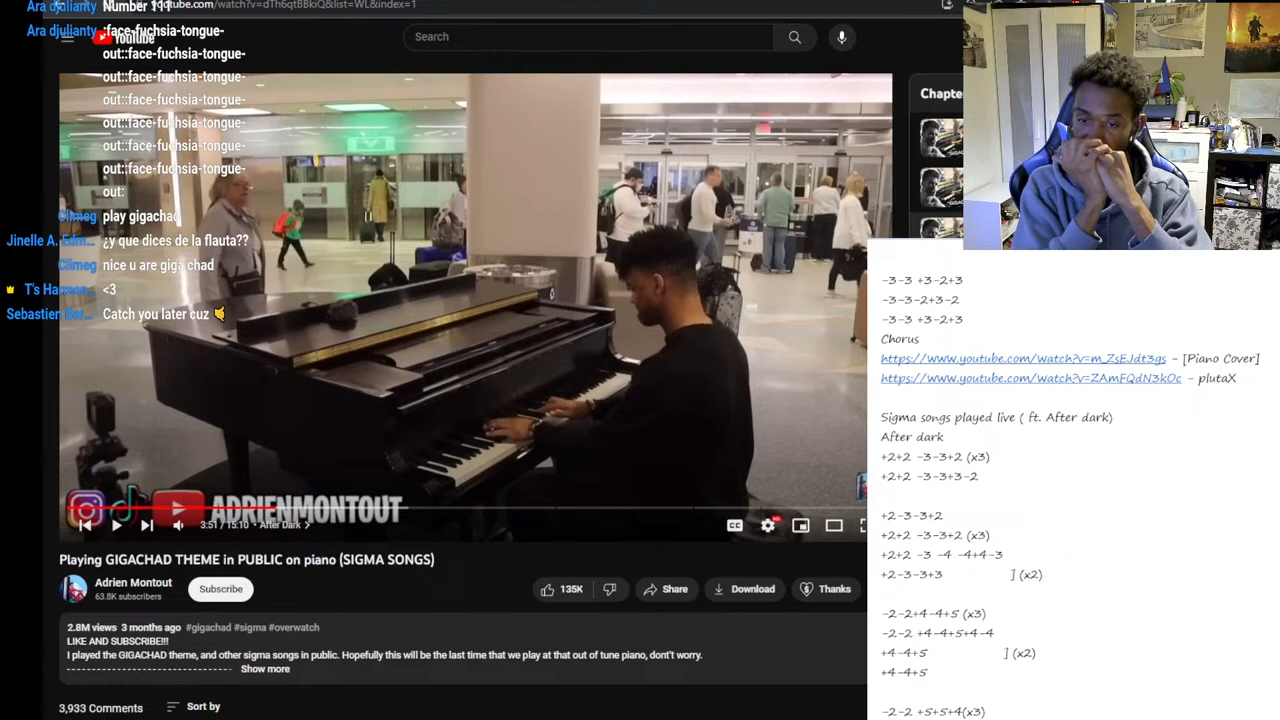 Ara djulianty Number 111
youtube.com/watch?v=dTh6qtBBkiQ&list=WL&index=1
Ara djulianty :face-fuchsia-tongue-
out::face-fuchsia-tongue-
out::face-fuchsia-tongue-
out::face-fuchsia-tongue-
out::face-fuchsia-tongue-
out::face-fuchsia-tongue-
out::face-fuchsia-tongue-
out:
Climeg play gigachad
Jinelle A. Edm... ¿y que dices de la flauta??
Climeg nice u are giga chad
T's Harmon... <3
Sebastien Ber... Catch you later cuz
YouTube
Search
Chapte
ADRIENMONTOUT
3:51 / 15:10 • After Dark >
CC
Playing GIGACHAD THEME in PUBLIC on piano (SIGMA SONGS)
Adrien Montout
63.8K subscribers
Subscribe
135K
Share
Download
Thanks
2.8M views 3 months ago #gigachad #sigma #overwatch
LIKE AND SUBSCRIBE!!!
I played the GIGACHAD theme, and other sigma songs in public. Hopefully this will be the last time that we play at that out of tune piano, dont't worry.
Show more
3,933 Comments
Sort by
-3-3 +3-2+3
-3-3-2+3-2
-3-3 +3-2+3
Chorus
https://www.youtube.com/watch?v=m_ZsEJdt3gs - [Piano Cover]
https://www.youtube.com/watch?v=ZAmFQdN3kOc - plutaX
Sigma songs played live ( ft. After dark)
After dark
+2+2 -3-3+2 (x3)
+2+2 -3-3+3-2
+2-3-3+2
+2+2 -3-3+2 (x3)
+2+2 -3 -4 -4+4-3
+2-3-3+3 ] (x2)
-2-2+4-4+5 (x3)
-2-2 +4-4+5+4-4
+4-4+5 ] (x2)
+4-4+5
-2-2 +5+5+4(x3)